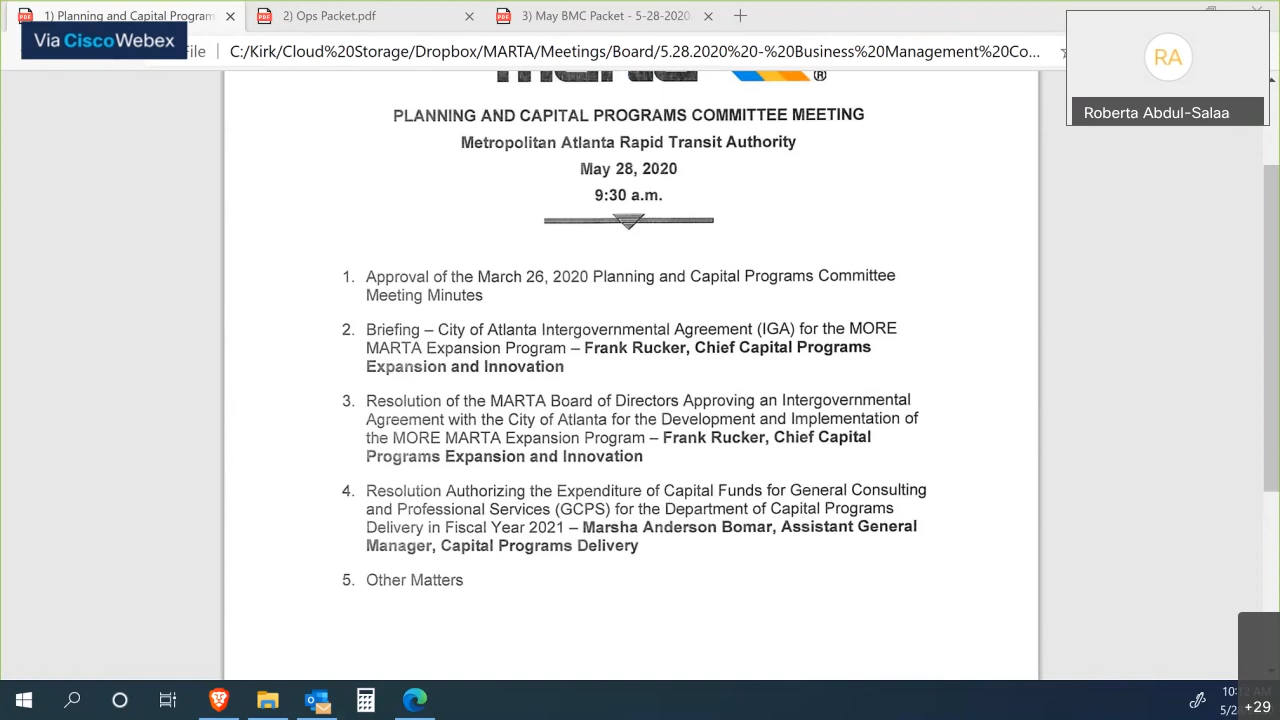 1) Planning and Capital Program
2) Ops Packet.pdf
3) May BMC Packet - 5-28-2020.
Via CiscoWebex
File
C:/Kirk/Cloud%20Storage/Dropbox/MARTA/Meetings/Board/5.28.2020%20-%20Business%20Management%20Co...
RA
Roberta Abdul-Salaa
PLANNING AND CAPITAL PROGRAMS COMMITTEE MEETING
Metropolitan Atlanta Rapid Transit Authority
May 28, 2020
9:30 a.m.
1. Approval of the March 26, 2020 Planning and Capital Programs Committee
Meeting Minutes
2. Briefing – City of Atlanta Intergovernmental Agreement (IGA) for the MORE
MARTA Expansion Program – Frank Rucker, Chief Capital Programs
Expansion and Innovation
3. Resolution of the MARTA Board of Directors Approving an Intergovernmental
Agreement with the City of Atlanta for the Development and Implementation of
the MORE MARTA Expansion Program – Frank Rucker, Chief Capital
Programs Expansion and Innovation
4. Resolution Authorizing the Expenditure of Capital Funds for General Consulting
and Professional Services (GCPS) for the Department of Capital Programs
Delivery in Fiscal Year 2021 – Marsha Anderson Bomar, Assistant General
Manager, Capital Programs Delivery
5. Other Matters
+29